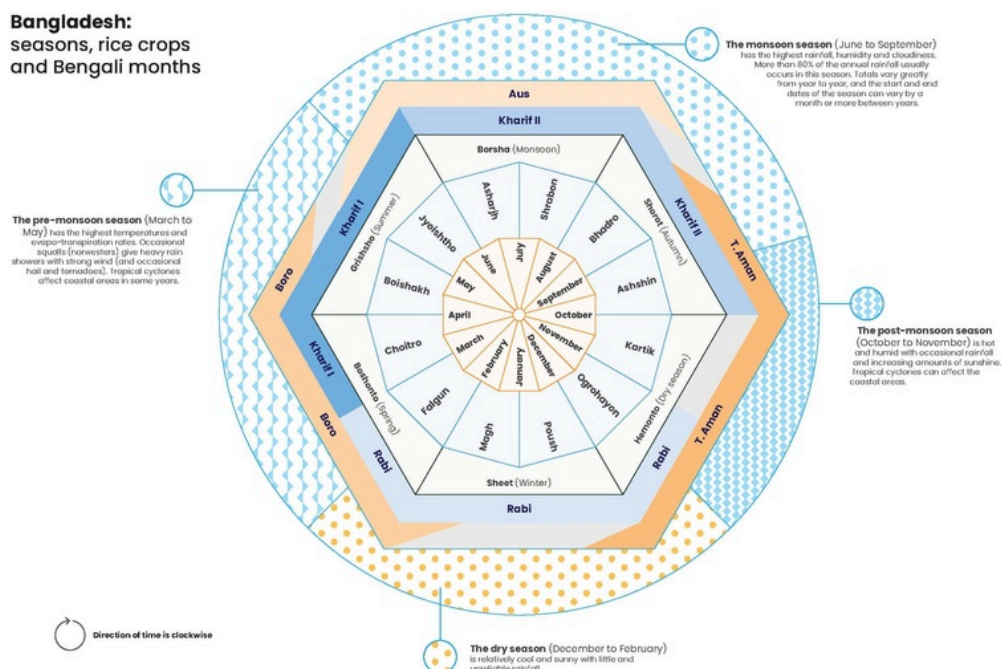 Bangladesh:
seasons, rice crops
and Bengali months
The monsoon season (June to September)
has the highest rainfall, humidity and cloudiness.
More than 80% of the annual rainfall usually
occurs in this season. Totals vary greatly
from year to year, and the start and end
dates of the season can vary by a
month or more between years.
The pre-monsoon season (March to
May) has the highest temperatures and
evapo-transpiration rates. Occasional
squalls (norwesters) give heavy rain
showers with strong wind (and occasional
hail and tornadoes). Tropical cyclones
affect coastal areas in some years.
The post-monsoon season
(October to November) is hot
and humid with occasional rainfall
and increasing amounts of sunshine.
Tropical cyclones can affect the
coastal areas.
The dry season (December to February)
is relatively cool and sunny with little and
unreliable rainfall.
Direction of time is clockwise
Aus
T. Aman
T. Aman
Boro
Boro
Kharif II
Kharif II
Rabi
Rabi
Rabi
Kharif I
Kharif I
Borsha (Monsoon)
Shorot (Autumn)
Hemonto (Dry season)
Sheet (Winter)
Boshonto (Spring)
Grishsho (Summer)
Asharjh
Shrabon
Bhadro
Ashshin
Kartik
Ogrohayon
Poush
Magh
Falgun
Choitro
Boishakh
Jyoishtho
July
August
September
October
November
December
January
February
March
April
May
June